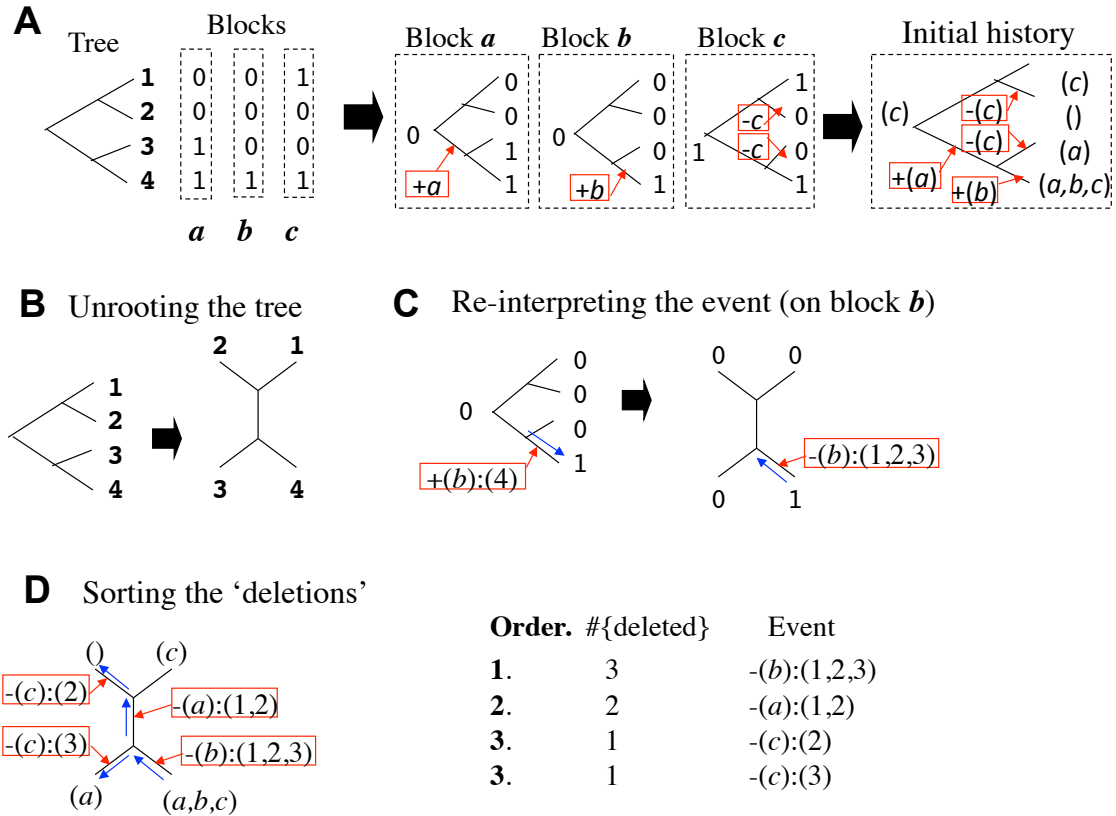 A
Tree
Blocks
1 0 0 1
2 0 0 0
3 1 0 0
4 1 1 1
a b c
Block a
0
0
0
1
1
+a
Block b
0
0
0
0
1
+b
Block c
1
0
0
1
1
-c
-c
Initial history
(c)
(c)
()
(a)
(a,b,c)
-(c)
-(c)
+(a)
+(b)
B Unrooting the tree
1
2
3
4
2 1
3 4
C Re-interpreting the event (on block b)
0
0
0
0
1
+(b):(4)
0 0
-(b):(1,2,3)
0 1
D Sorting the ‘deletions’
() (c)
-(c):(2)
-(a):(1,2)
-(c):(3)
-(b):(1,2,3)
(a) (a,b,c)
Order. #{deleted} Event
1. 3 -(b):(1,2,3)
2. 2 -(a):(1,2)
3. 1 -(c):(2)
3. 1 -(c):(3)